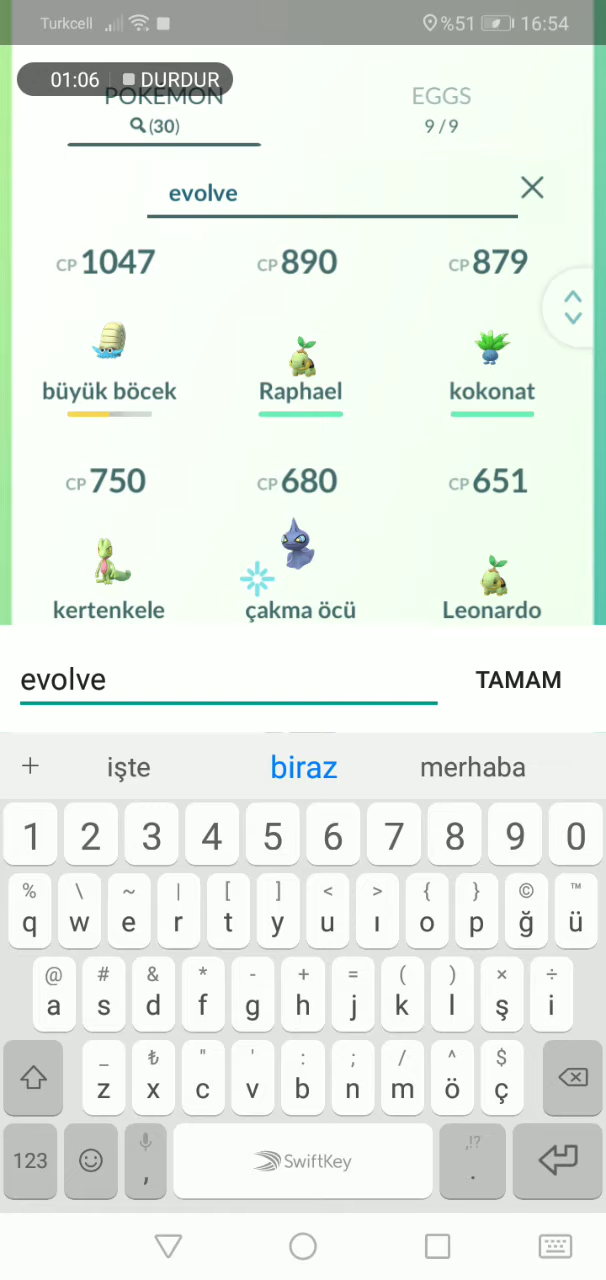 Turkcell %51 16:54
01:06 DURDUR
POKÉMON EGGS
(30) 9 / 9
evolve
CP 1047 CP 890 CP 879
büyük böcek Raphael kokonat
CP 750 CP 680 CP 651
kertenkele çakma öcü Leonardo
evolve TAMAM
+ işte biraz merhaba
1 2 3 4 5 6 7 8 9 0
% \ ~ | [ ] < > { } © ™
q w e r t y u ı o p ğ ü
@ # & * - + = ( ) × ÷
a s d f g h j k l ş i
_ ₺ " ' : ; / ^ $
z x c v b n m ö ç
,!?
123 , SwiftKey .